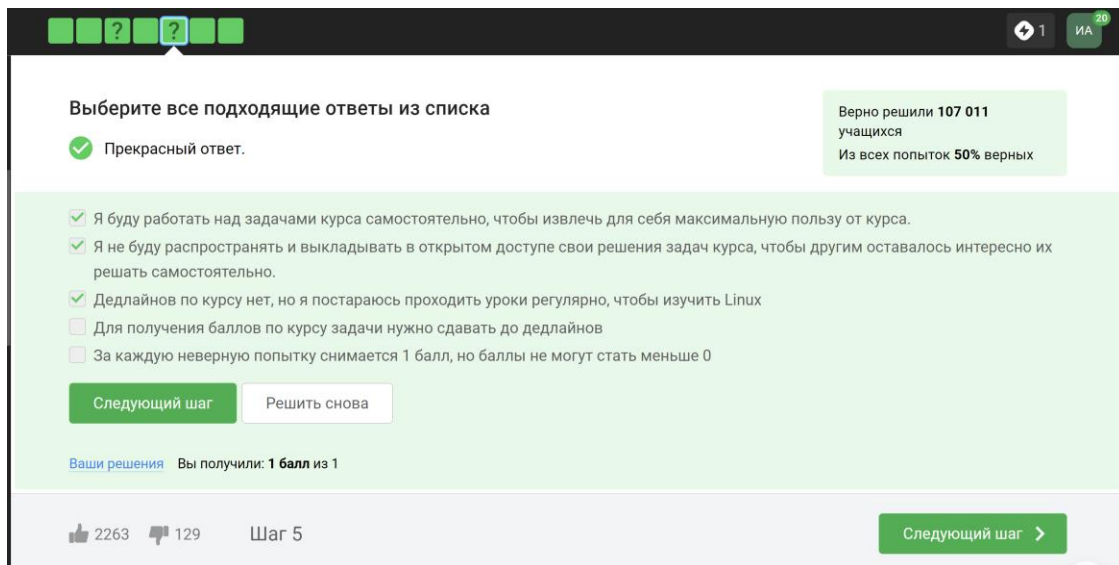 ? ? 1 ИА 20
Выберите все подходящие ответы из списка
Прекрасный ответ.
Верно решили 107 011
учащихся
Из всех попыток 50% верных
Я буду работать над задачами курса самостоятельно, чтобы извлечь для себя максимальную пользу от курса.
Я не буду распространять и выкладывать в открытом доступе свои решения задач курса, чтобы другим оставалось интересно их
решать самостоятельно.
Дедлайнов по курсу нет, но я постараюсь проходить уроки регулярно, чтобы изучить Linux
Для получения баллов по курсу задачи нужно сдавать до дедлайнов
За каждую неверную попытку снимается 1 балл, но баллы не могут стать меньше 0
Следующий шаг Решить снова
Ваши решения Вы получили: 1 балл из 1
2263 129 Шаг 5 Следующий шаг